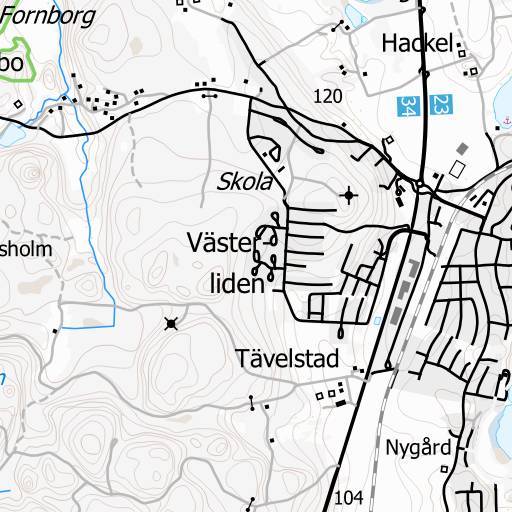 Fornborg
Hackel
bo
120
34
23
Skola
Väster-
liden
sholm
Tävelstad
Nygård
104